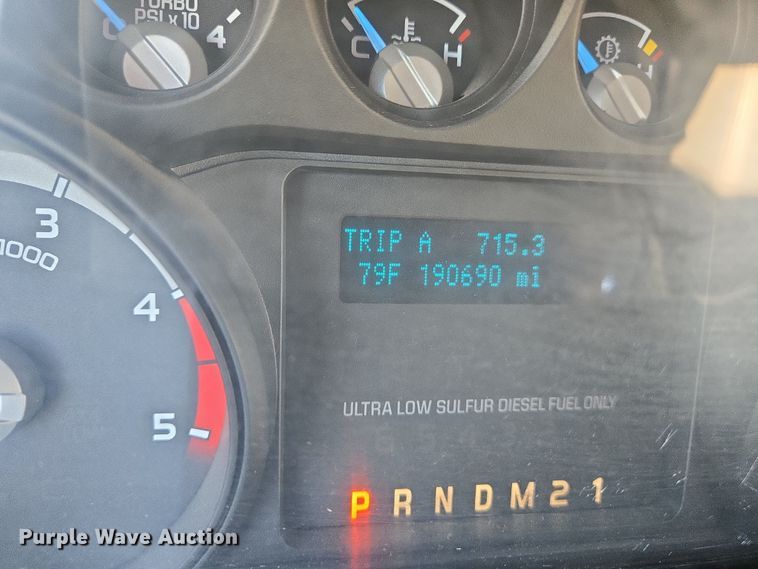 TURBO
PSI x 10
C 4
C H
H
3
1000
4
5
TRIP A 715.3
79F 190690 mi
ULTRA LOW SULFUR DIESEL FUEL ONLY
P R N D M 2 1
Purple Wave Auction®